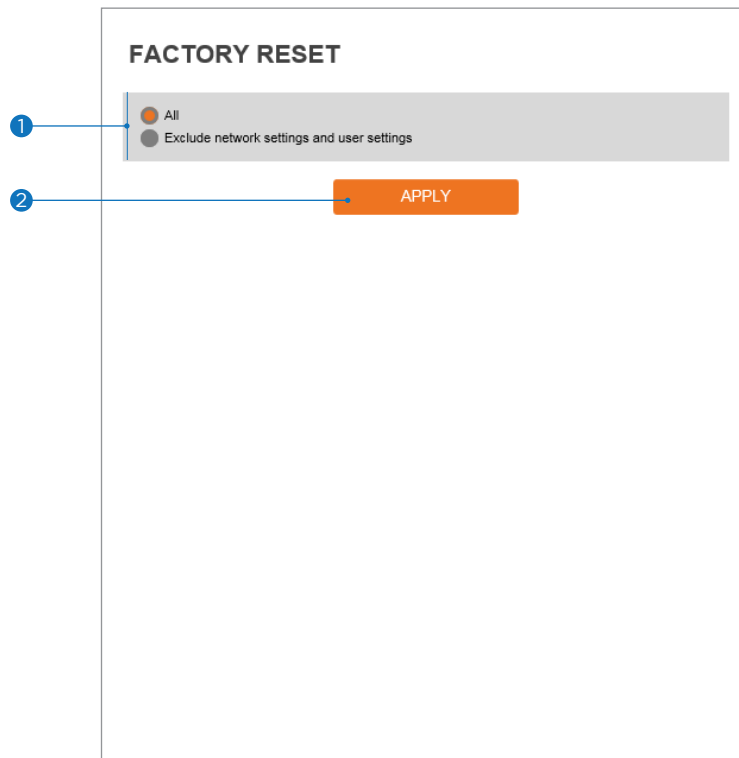 FACTORY RESET
1
All
Exclude network settings and user settings
2
APPLY